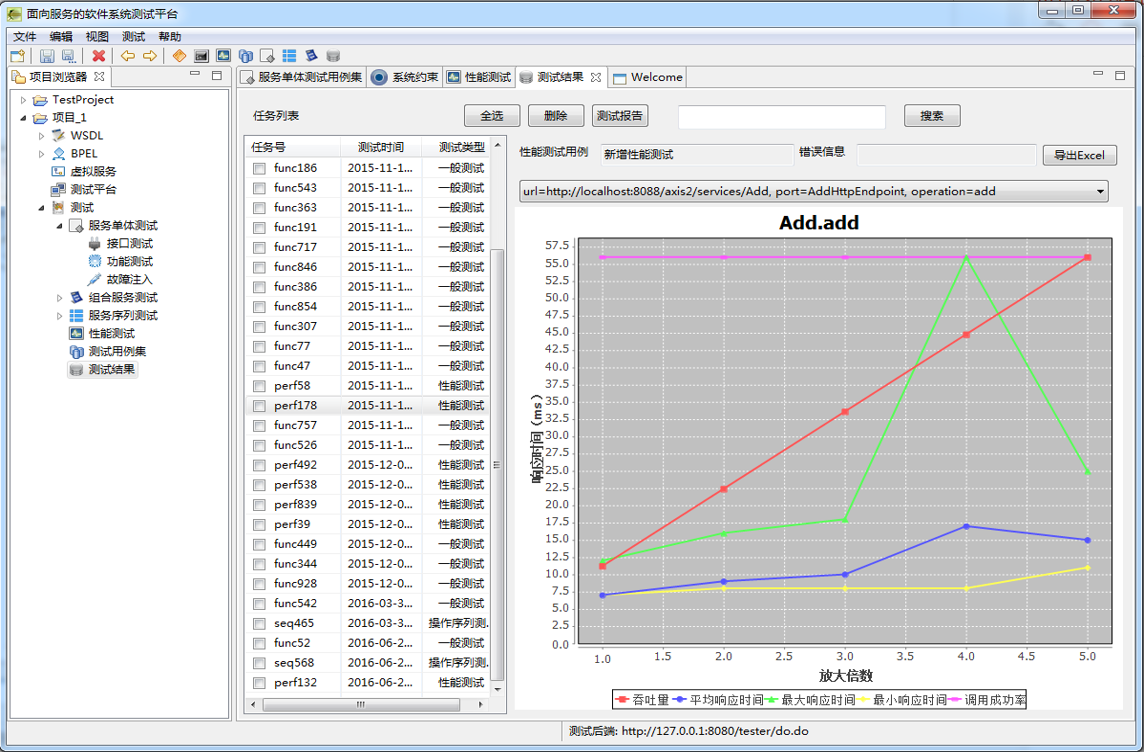 面向服务的软件系统测试平台
文件 编辑 视图 测试 帮助
项目浏览器
TestProject
项目_1
WSDL
BPEL
虚拟服务
测试平台
测试
服务单体测试
接口测试
功能测试
故障注入
组合服务测试
服务序列测试
性能测试
测试用例集
测试结果
服务单体测试用例集 系统约束 性能测试 测试结果 Welcome
任务列表 全选 删除 测试报告 搜索
任务号 测试时间 测试类型
func186 2015-11-1... 一般测试
func543 2015-11-1... 一般测试
func363 2015-11-1... 一般测试
func191 2015-11-1... 一般测试
func717 2015-11-1... 一般测试
func846 2015-11-1... 一般测试
func386 2015-11-1... 一般测试
func854 2015-11-1... 一般测试
func307 2015-11-1... 一般测试
func77 2015-11-1... 一般测试
func47 2015-11-1... 一般测试
perf58 2015-11-1... 性能测试
perf178 2015-11-1... 性能测试
func757 2015-11-1... 一般测试
func526 2015-11-1... 一般测试
perf492 2015-12-0... 性能测试
perf538 2015-12-0... 性能测试
perf839 2015-12-0... 性能测试
perf39 2015-12-0... 性能测试
func449 2015-12-0... 一般测试
func344 2015-12-0... 一般测试
func928 2015-12-0... 一般测试
func542 2016-03-3... 一般测试
seq465 2016-03-3... 操作序列测.
func52 2016-06-2... 一般测试
seq568 2016-06-2... 操作序列测.
perf132 2016-06-2... 性能测试
性能测试用例 新增性能测试 错误信息 导出Excel
url=http://localhost:8088/axis2/services/Add, port=AddHttpEndpoint, operation=add
Add.add
57.5
55.0
52.5
50.0
47.5
45.0
42.5
40.0
37.5
35.0
32.5
30.0
27.5
25.0
22.5
20.0
17.5
15.0
12.5
10.0
7.5
5.0
2.5
0.0
响应时间 (ms)
1.0 1.5 2.0 2.5 3.0 3.5 4.0 4.5 5.0
放大倍数
吞吐量 平均响应时间 最大响应时间 最小响应时间 调用成功率
测试后端: http://127.0.0.1:8080/tester/do.do